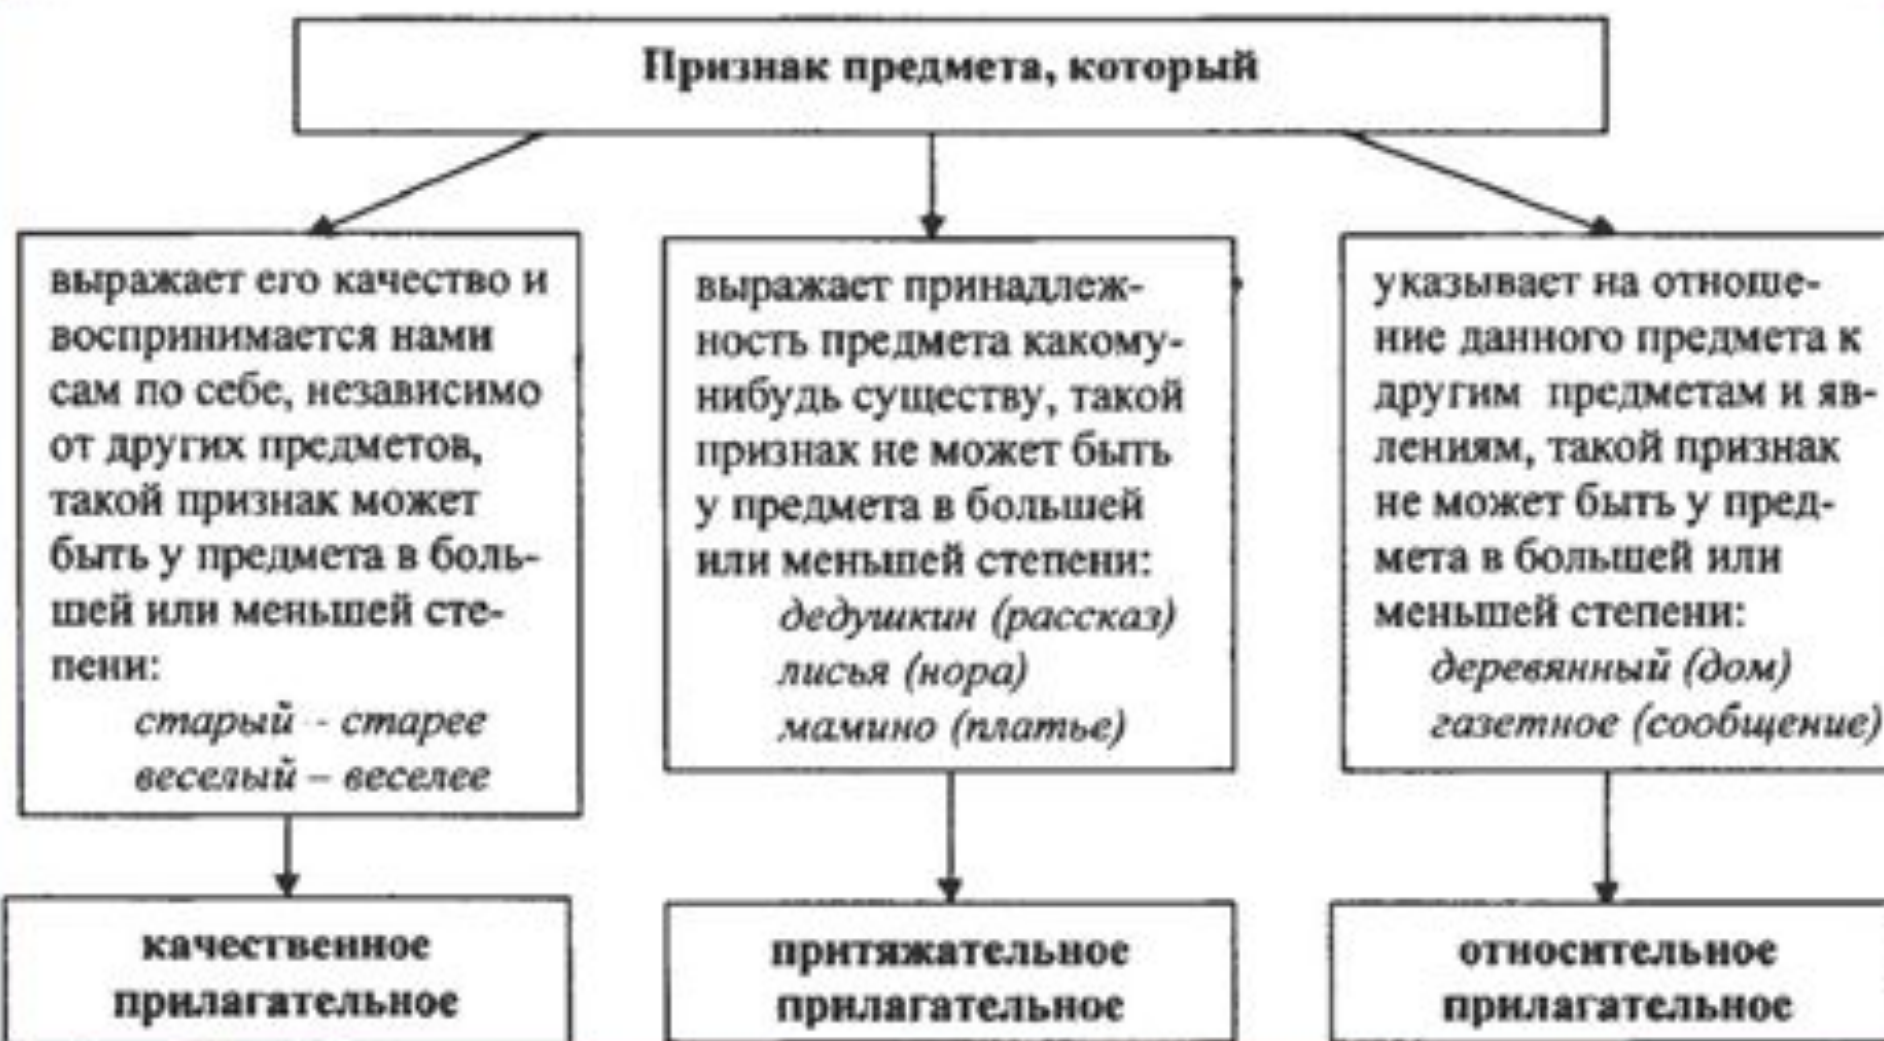 Признак предмета, который
выражает его качество и
воспринимается нами
сам по себе, независимо
от других предметов,
такой признак может
быть у предмета в боль-
шей или меньшей сте-
пени:
старый - старее
веселый – веселее
выражает принадлеж-
ность предмета какому-
нибудь существу, такой
признак не может быть
у предмета в большей
или меньшей степени:
дедушкин (рассказ)
лисья (нора)
мамино (платье)
указывает на отноше-
ние данного предмета к
другим предметам и яв-
лениям, такой признак
не может быть у пред-
мета в большей или
меньшей степени:
деревянный (дом)
газетное (сообщение)
качественное
прилагательное
притяжательное
прилагательное
относительное
прилагательное